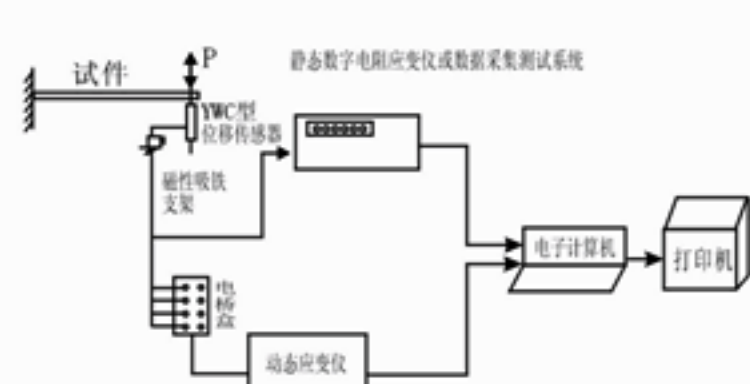 静态数字电阻应变仪或数据采集测试系统
试件
P
YWC型
位移传感器
磁性吸铁
支架
电子计算机
打印机
电桥盒
动态应变仪